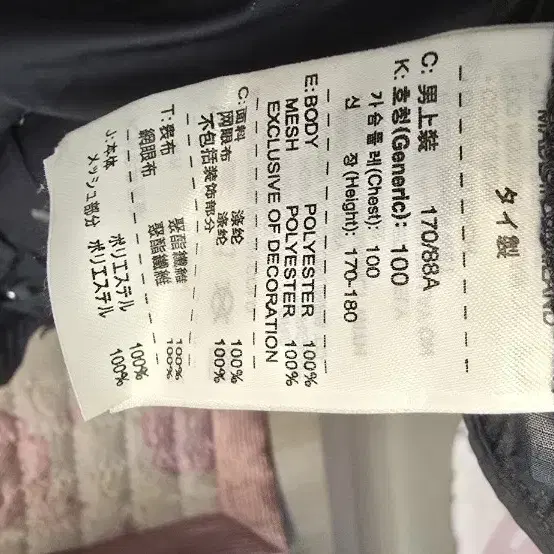 タイ製
C: 男上装 170/88A
K: 호칭(Generic): 100
가슴둘레(Chest): 100
신 장(Height): 170-180
E: BODY POLYESTER 100%
MESH POLYESTER 100%
EXCLUSIVE OF DECORATION
C: 面料 涤纶 100%
网眼布 涤纶 100%
不包括装饰部分
T: 表布 聚酯纖維 100%
網眼布 聚酯纖維 100%
J: 本体 ポリエステル 100%
メッシュ部分 ポリエステル 100%